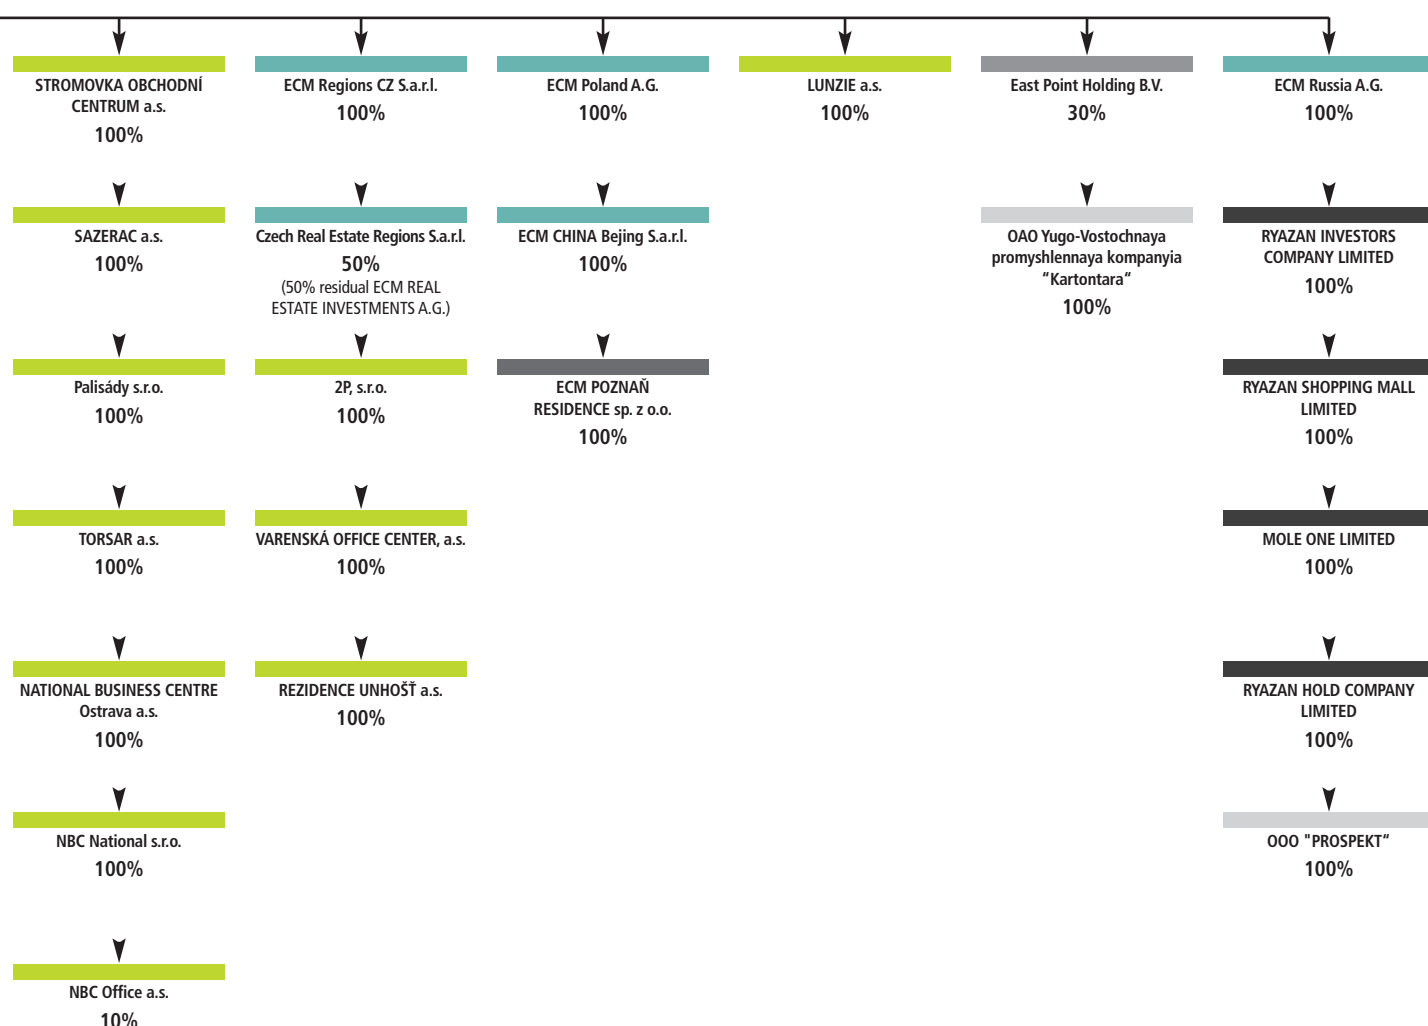 STROMOVKA OBCHODNÍ
CENTRUM a.s.
100%
ECM Regions CZ S.a.r.l.
100%
ECM Poland A.G.
100%
LUNZIE a.s.
100%
East Point Holding B.V.
30%
ECM Russia A.G.
100%
SAZERAC a.s.
100%
Czech Real Estate Regions S.a.r.l.
50%
(50% residual ECM REAL
ESTATE INVESTMENTS A.G.)
ECM CHINA Bejing S.a.r.l.
100%
OAO Yugo-Vostochnaya
promyshlennaya kompanyia
“Kartontara“
100%
RYAZAN INVESTORS
COMPANY LIMITED
100%
Palisády s.r.o.
100%
2P, s.r.o.
100%
ECM POZNAŇ
RESIDENCE sp. z o.o.
100%
RYAZAN SHOPPING MALL
LIMITED
100%
TORSAR a.s.
100%
VARENSKÁ OFFICE CENTER, a.s.
100%
MOLE ONE LIMITED
100%
NATIONAL BUSINESS CENTRE
Ostrava a.s.
100%
REZIDENCE UNHOŠŤ a.s.
100%
RYAZAN HOLD COMPANY
LIMITED
100%
NBC National s.r.o.
100%
OOO "PROSPEKT“
100%
NBC Office a.s.
10%